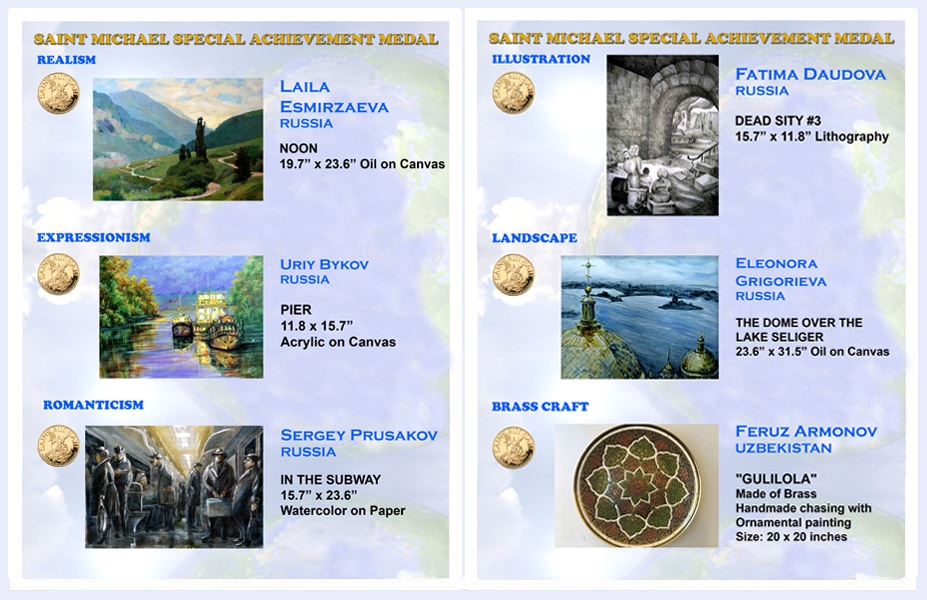 SAINT MICHAEL SPECIAL ACHIEVEMENT MEDAL
REALISM
LAILA
ESMIRZAEVA
RUSSIA
NOON
19.7” x 23.6” Oil on Canvas
EXPRESSIONISM
URIY BYKOV
RUSSIA
PIER
11.8 x 15.7”
Acrylic on Canvas
ROMANTICISM
SERGEY PRUSAKOV
RUSSIA
IN THE SUBWAY
15.7” x 23.6”
Watercolor on Paper
SAINT MICHAEL SPECIAL ACHIEVEMENT MEDAL
ILLUSTRATION
FATIMA DAUDOVA
RUSSIA
DEAD SITY #3
15.7” x 11.8” Lithography
LANDSCAPE
ELEONORA
GRIGORIEVA
RUSSIA
THE DOME OVER THE
LAKE SELIGER
23.6” x 31.5” Oil on Canvas
BRASS CRAFT
FERUZ ARMONOV
UZBEKISTAN
"GULILOLA"
Made of Brass
Handmade chasing with
Ornamental painting
Size: 20 x 20 inches